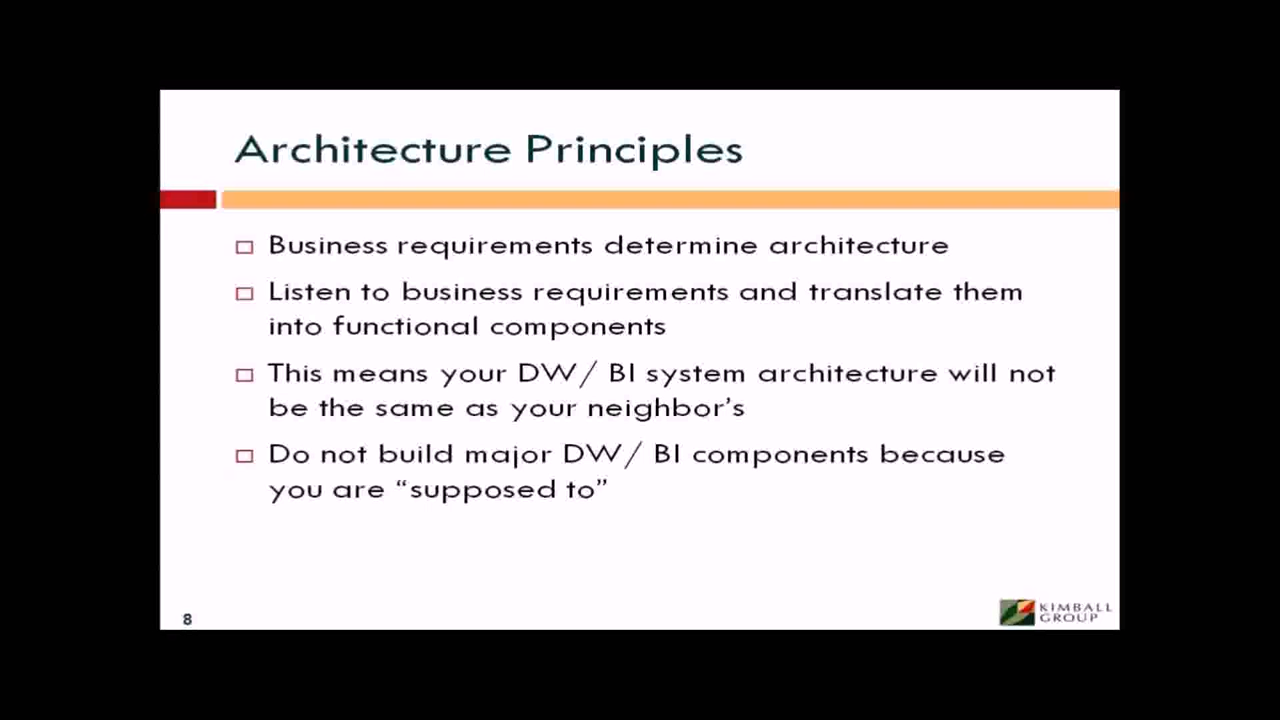 Architecture Principles
Business requirements determine architecture
Listen to business requirements and translate them
into functional components
This means your DW/ BI system architecture will not
be the same as your neighbor’s
Do not build major DW/ BI components because
you are “supposed to”
8
KIMBALL
GROUP